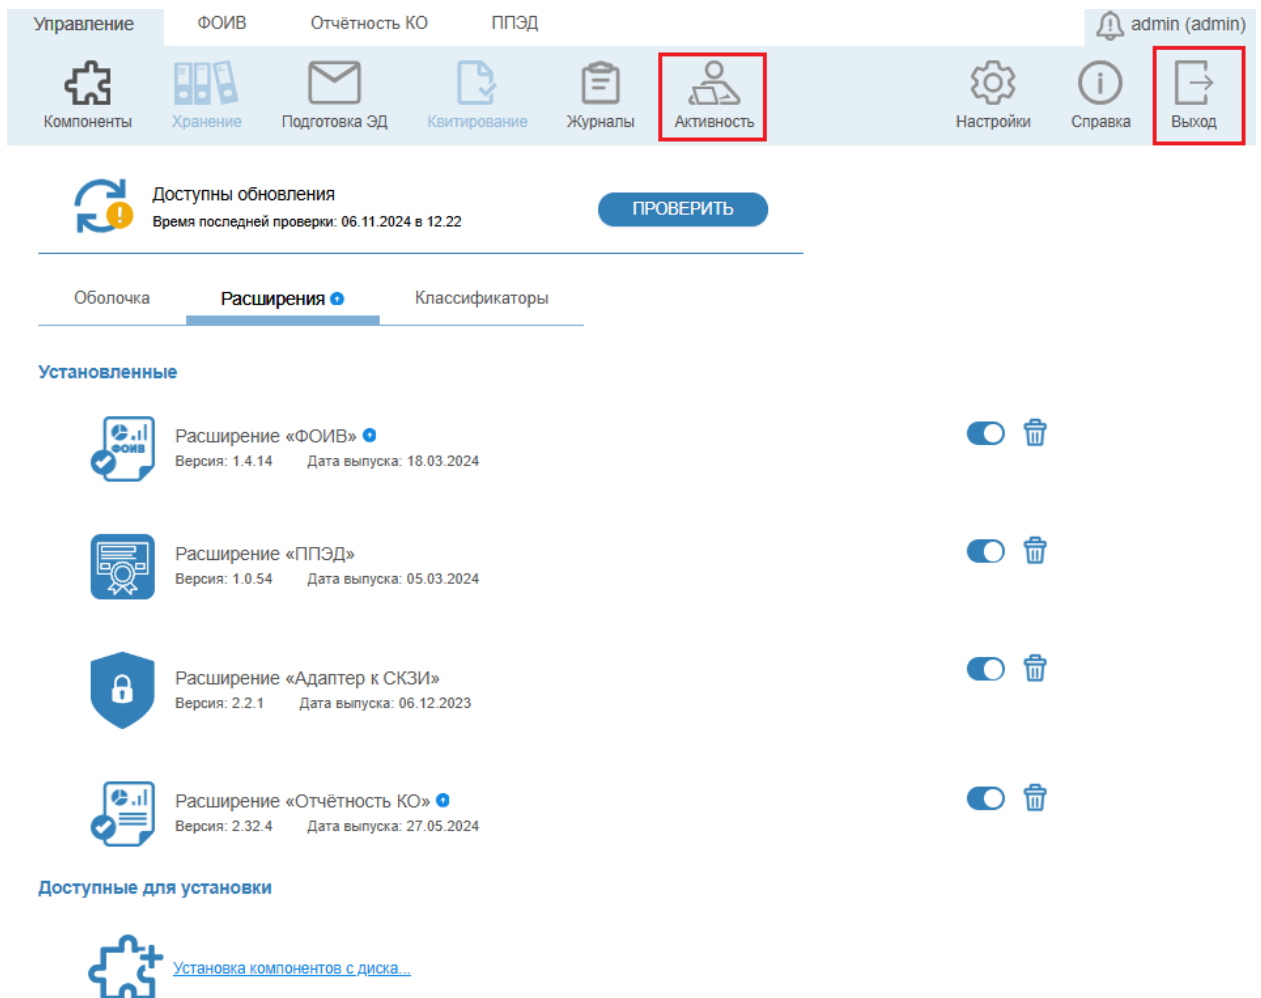 Управление ФОИВ Отчётность КО ППЭД admin (admin)
Компоненты Хранение Подготовка ЭД Квитирование Журналы Активность Настройки Справка Выход
Доступны обновления
Время последней проверки: 06.11.2024 в 12.22
ПРОВЕРИТЬ
Оболочка Расширения Классификаторы
Установленные
ФОИВ
Расширение «ФОИВ»
Версия: 1.4.14 Дата выпуска: 18.03.2024
Расширение «ППЭД»
Версия: 1.0.54 Дата выпуска: 05.03.2024
Расширение «Адаптер к СКЗИ»
Версия: 2.2.1 Дата выпуска: 06.12.2023
Расширение «Отчётность КО»
Версия: 2.32.4 Дата выпуска: 27.05.2024
Доступные для установки
Установка компонентов с диска...